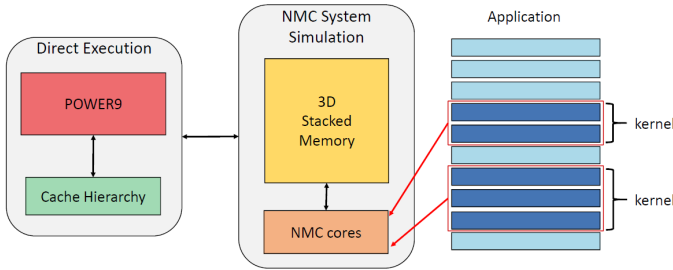 Direct Execution
POWER9
Cache Hierarchy
NMC System
Simulation
3D
Stacked
Memory
NMC cores
Application
kernel
kernel